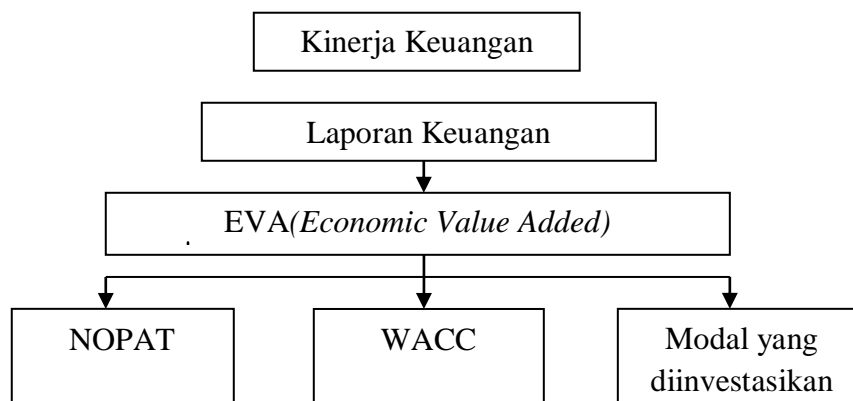 Kinerja Keuangan
Laporan Keuangan
EVA(Economic Value Added)
NOPAT
WACC
Modal yang
diinvestasikan